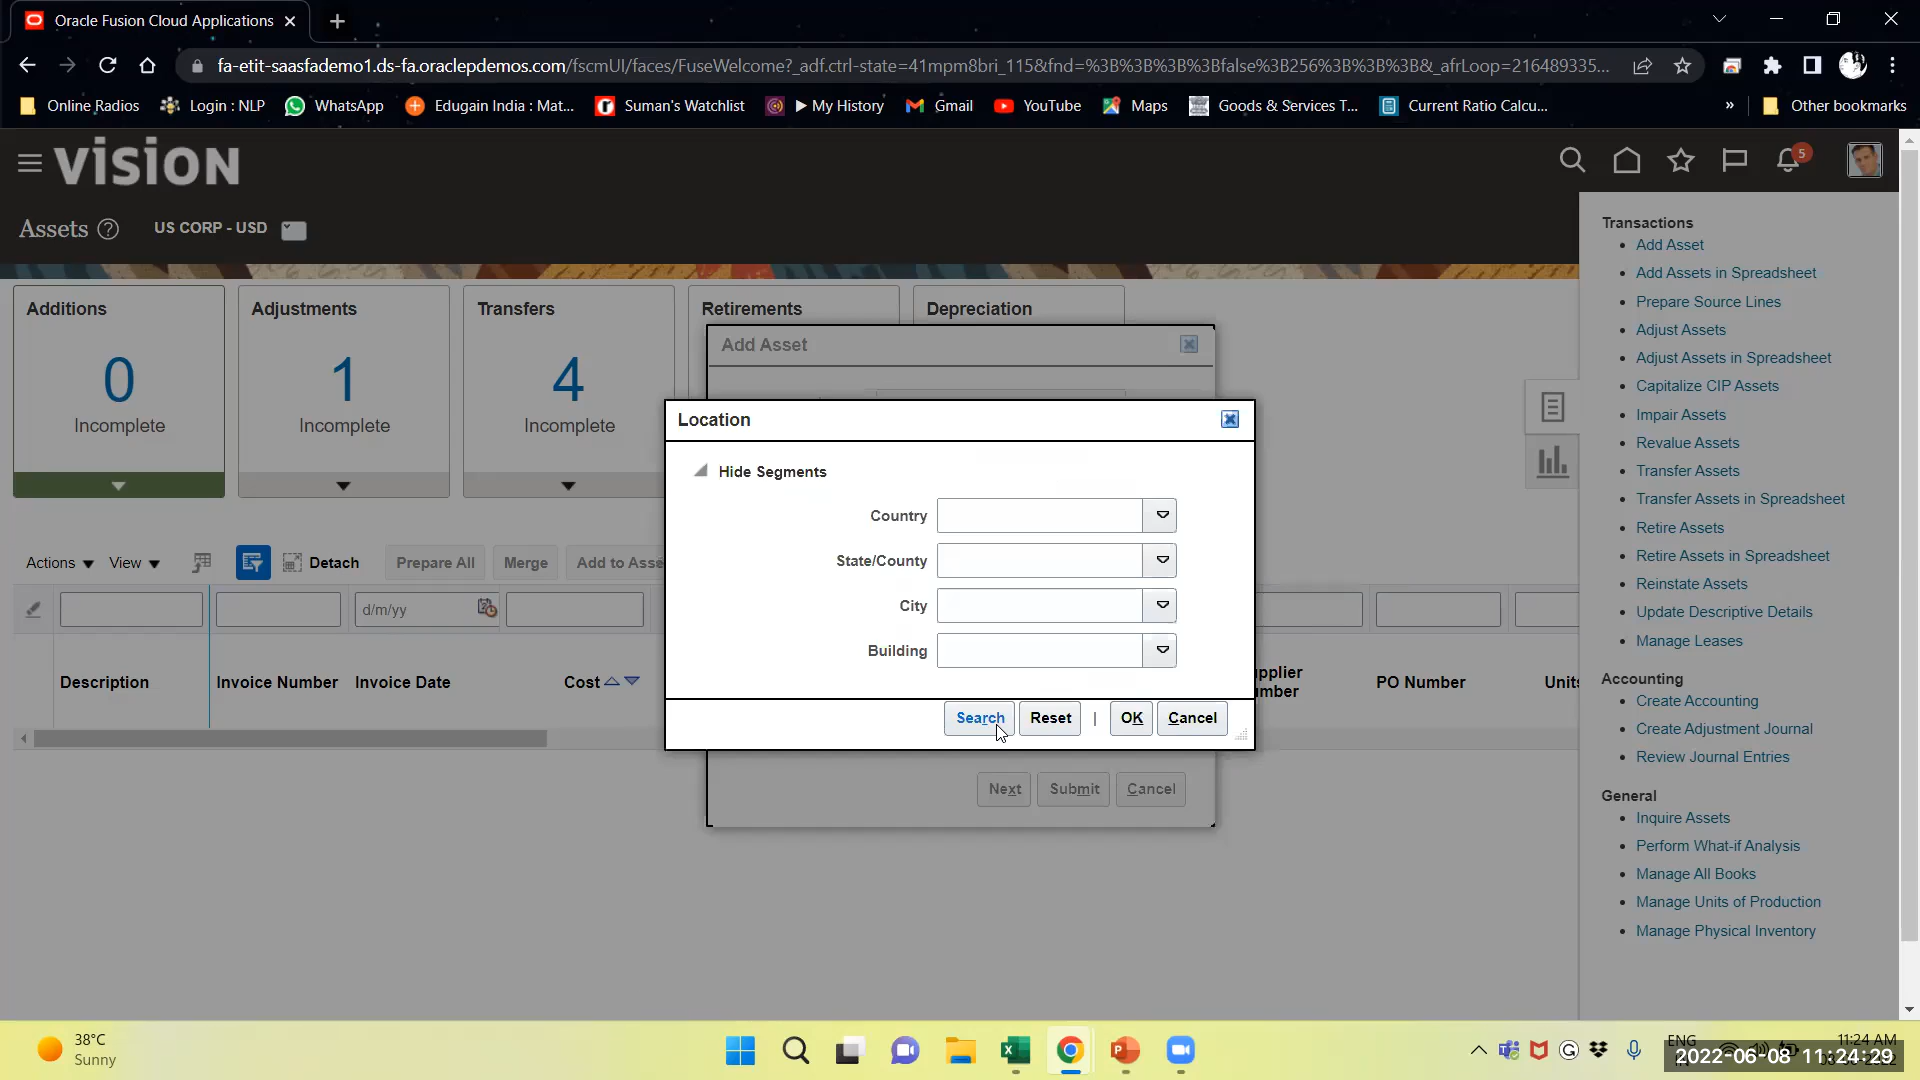 Oracle Fusion Cloud Applications
fa-etit-saasfademo1.ds-fa.oraclepdemos.com/fscmUI/faces/FuseWelcome?_adf.ctrl-state=41mpm8bri_115&fnd=%3B%3B%3B%3Bfalse%3B256%3B%3B%3B&_afrLoop=216489335...
Online Radios Login : NLP WhatsApp Edugain India : Mat... Suman's Watchlist ▶ My History Gmail YouTube Maps Goods & Services T... Current Ratio Calcu... » Other bookmarks
vision
5
Assets ? US CORP - USD
Additions
0
Incomplete
Adjustments
1
Incomplete
Transfers
4
Incomplete
Retirements
Depreciation
Add Asset
Location
Hide Segments
Country
State/County
City
Building
Search Reset | OK Cancel
Next Submit Cancel
Actions View Detach Prepare All Merge Add to Asse
d/m/yy
Description Invoice Number Invoice Date Cost PO Number Units
Transactions
Add Asset
Add Assets in Spreadsheet
Prepare Source Lines
Adjust Assets
Adjust Assets in Spreadsheet
Capitalize CIP Assets
Impair Assets
Revalue Assets
Transfer Assets
Transfer Assets in Spreadsheet
Retire Assets
Retire Assets in Spreadsheet
Reinstate Assets
Update Descriptive Details
Manage Leases
Accounting
Create Accounting
Create Adjustment Journal
Review Journal Entries
General
Inquire Assets
Perform What-if Analysis
Manage All Books
Manage Units of Production
Manage Physical Inventory
38°C
Sunny
ENG
11:24 AM
2022-06-08 11:24:29